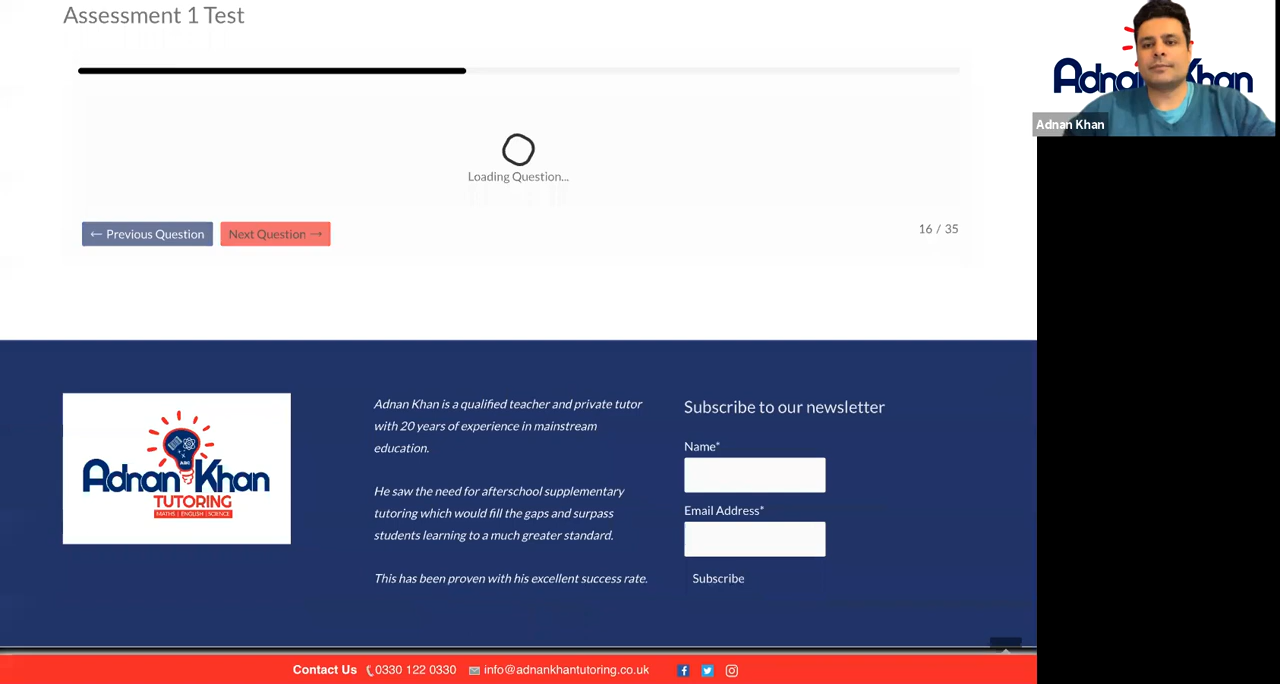 Assessment 1 Test
Loading Question...
← Previous Question
Next Question →
16 / 35
Adnan Khan
Adnan Khan
Adnan Khan
TUTORING
MATHS | ENGLISH | SCIENCE
Adnan Khan is a qualified teacher and private tutor
with 20 years of experience in mainstream
education.
He saw the need for afterschool supplementary
tutoring which would fill the gaps and surpass
students learning to a much greater standard.
This has been proven with his excellent success rate.
Subscribe to our newsletter
Name*
Email Address*
Subscribe
Contact Us 0330 122 0330 info@adnankhantutoring.co.uk